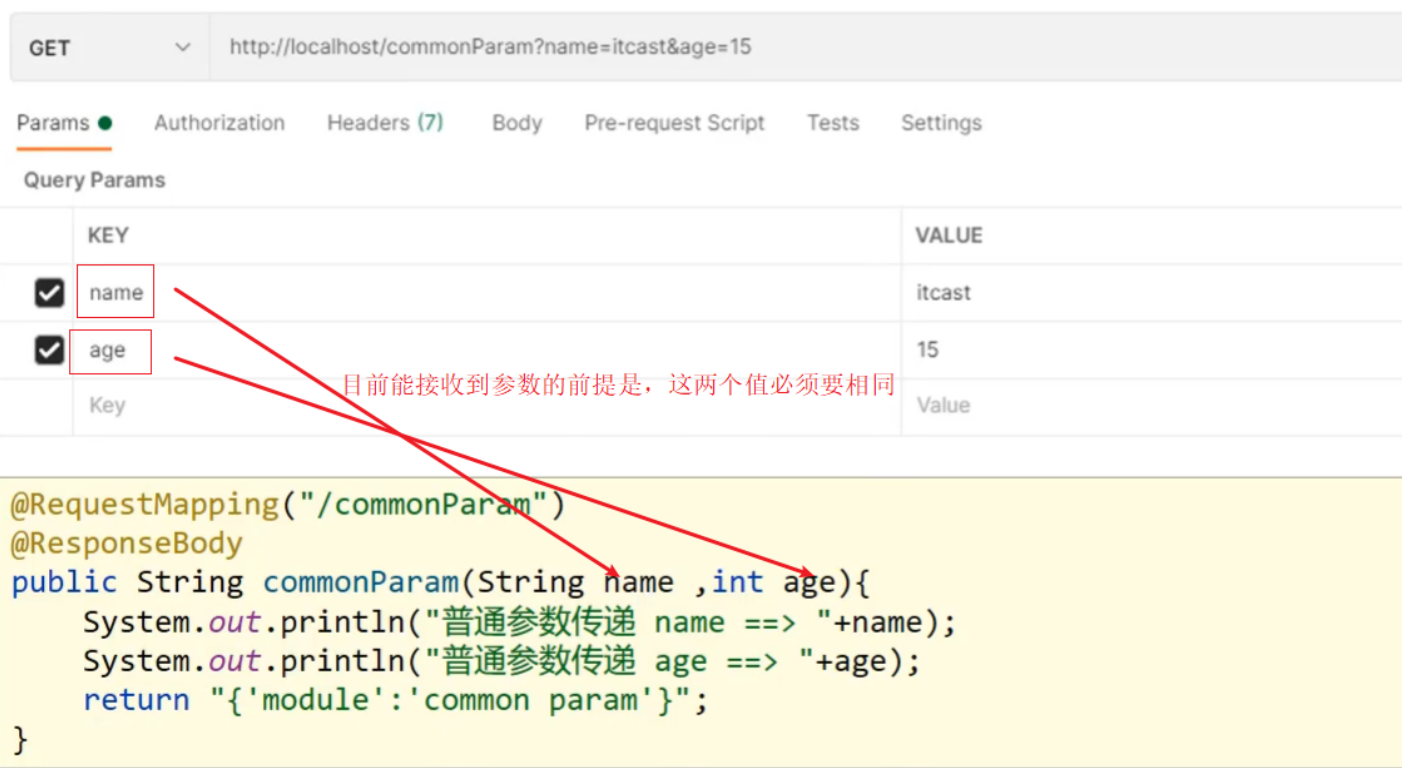 GET http://localhost/commonParam?name=itcast&age=15
Params Authorization Headers (7) Body Pre-request Script Tests Settings
Query Params
KEY VALUE
name itcast
age 15
目前能接收到参数的前提是，这两个值必须要相同
Key Value
@RequestMapping("/commonParam")
@ResponseBody
public String commonParam(String name ,int age){
    System.out.println("普通参数传递 name ==> "+name);
    System.out.println("普通参数传递 age ==> "+age);
    return "{'module':'common param'}";
}